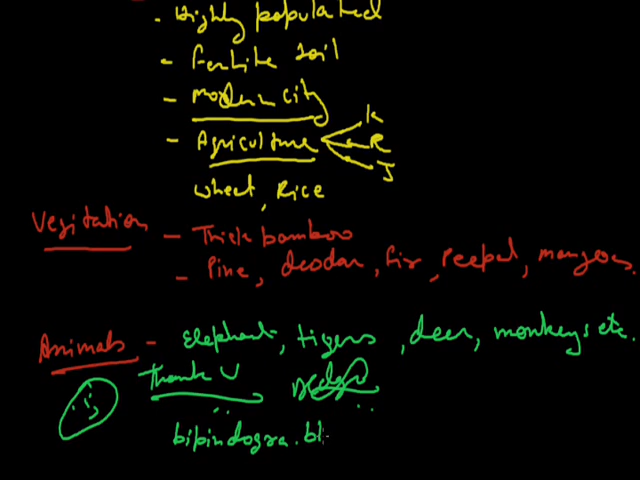 - Highly populated
- Fertile soil
- Modern city
- Agriculture K R J
Wheat, Rice
Vegitation - Thick bamboo
- Pine, deodar, fir, peepal, mangoes.
Animals - Elephant, tigers, deer, monkeys etc.
Thank U
bipindogra.bl